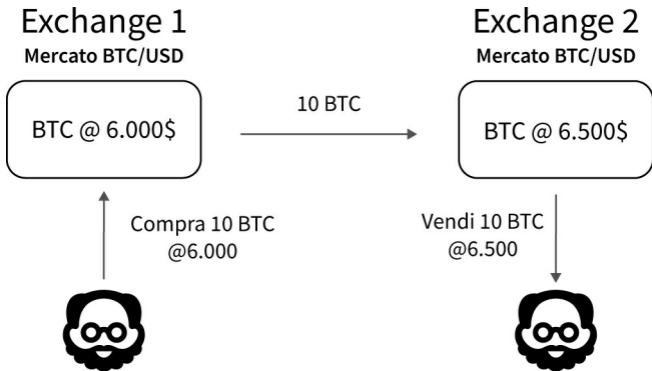 Exchange 1
Mercato BTC/USD
BTC @ 6.000$
10 BTC
Exchange 2
Mercato BTC/USD
BTC @ 6.500$
Compra 10 BTC
@6.000
Vendi 10 BTC
@6.500